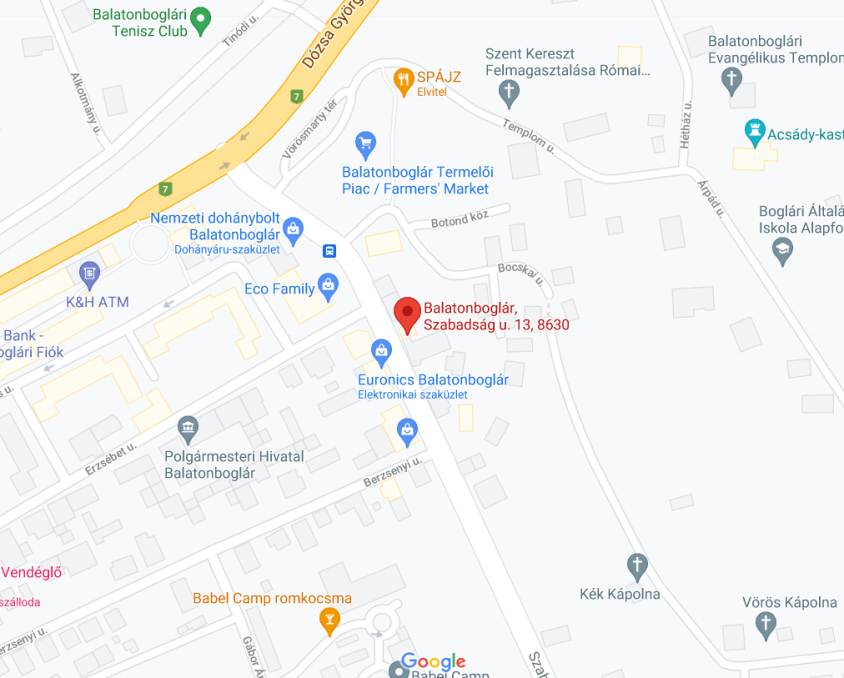 Balatonboglári
Tenisz Club
Tinódi u.
Dózsa Györg
Alkotmány u.
7
SPÁJZ
Elvitel
Szent Kereszt
Felmagasztalása Római...
Balatonboglári
Evangélikus Templom
Vörösmarty tér
Templom u.
Hétház u.
Acsády-kast
Balatonboglár Termelői
Piac / Farmers' Market
7
Árpád u.
Nemzeti dohánybolt
Balatonboglár
Dohányáru-szaküzlet
Botond köz
Boglári Általá
Iskola Alapfo
K&H ATM
Eco Family
Bocskai u.
Balatonboglár,
Szabadság u. 13, 8630
Bank -
oglári Fiók
Euronics Balatonboglár
Elektronikai szaküzlet
s u.
Erzsébet u.
Polgármesteri Hivatal
Balatonboglár
Berzsenyi u.
Vendéglő
szálloda
Babel Camp romkocsma
Kék Kápolna
Vörös Kápolna
erzsenyi u.
Gábor Ár
Google
Babel Camp
Szab